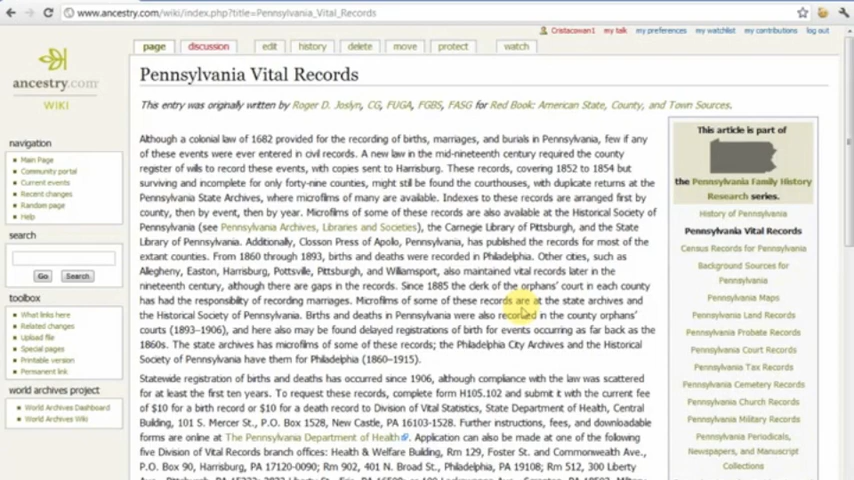 www.ancestry.com/wiki/index.php?title=Pennsylvania_Vital_Records
Cristacowan1 my talk my preferences my watchlist my contributions log out
page discussion edit history delete move protect watch
ancestry.com
WIKI
Pennsylvania Vital Records
This entry was originally written by Roger D. Joslyn, CG, FUGA, FGBS, FASG for Red Book: American State, County, and Town Sources.
navigation
Main Page
Community portal
Current events
Recent changes
Random page
Help
search
Go Search
toolbox
What links here
Related changes
Upload file
Special pages
Printable version
Permanent link
world archives project
World Archives Dashboard
World Archives Wiki
Although a colonial law of 1682 provided for the recording of births, marriages, and burials in Pennsylvania, few if any
of these events were ever entered in civil records. A new law in the mid-nineteenth century required the county
register of wills to record these events, with copies sent to Harrisburg. These records, covering 1852 to 1854 but
surviving and incomplete for only forty-nine counties, might still be found the courthouses, with duplicate returns at the
Pennsylvania State Archives, where microfilms of many are available. Indexes to these records are arranged first by
county, then by event, then by year. Microfilms of some of these records are also available at the Historical Society of
Pennsylvania (see Pennsylvania Archives, Libraries and Societies), the Carnegie Library of Pittsburgh, and the State
Library of Pennsylvania. Additionally, Closson Press of Apolo, Pennsylvania, has published the records for most of the
extant counties. From 1860 through 1893, births and deaths were recorded in Philadelphia. Other cities, such as
Allegheny, Easton, Harrisburg, Pottsville, Pittsburgh, and Williamsport, also maintained vital records later in the
nineteenth century, although there are gaps in the records. Since 1885 the clerk of the orphans' court in each county
has had the responsibility of recording marriages. Microfilms of some of these records are at the state archives and
the Historical Society of Pennsylvania. Births and deaths in Pennsylvania were also recorded in the county orphans'
courts (1893–1906), and here also may be found delayed registrations of birth for events occurring as far back as the
1860s. The state archives has microfilms of some of these records; the Philadelphia City Archives and the Historical
Society of Pennsylvania have them for Philadelphia (1860–1915).
Statewide registration of births and deaths has occurred since 1906, although compliance with the law was scattered
for at least the first ten years. To request these records, complete form H105.102 and submit it with the current fee
of $10 for a birth record or $10 for a death record to Division of Vital Statistics, State Department of Health, Central
Building, 101 S. Mercer St., P.O. Box 1528, New Castle, PA 16103-1528. Further instructions, fees, and downloadable
forms are online at The Pennsylvania Department of Health. Application can also be made at one of the following
five Division of Vital Records branch offices: Health & Welfare Building, Rm 129, Foster St. and Commonwealth Ave.,
P.O. Box 90, Harrisburg, PA 17120-0090; Rm 902, 401 N. Broad St., Philadelphia, PA 19108; Rm 512, 300 Liberty
This article is part of
the Pennsylvania Family History
Research series.
History of Pennsylvania
Pennsylvania Vital Records
Census Records for Pennsylvania
Background Sources for
Pennsylvania
Pennsylvania Maps
Pennsylvania Land Records
Pennsylvania Probate Records
Pennsylvania Court Records
Pennsylvania Tax Records
Pennsylvania Cemetery Records
Pennsylvania Church Records
Pennsylvania Military Records
Pennsylvania Periodicals,
Newspapers, and Manuscript
Collections